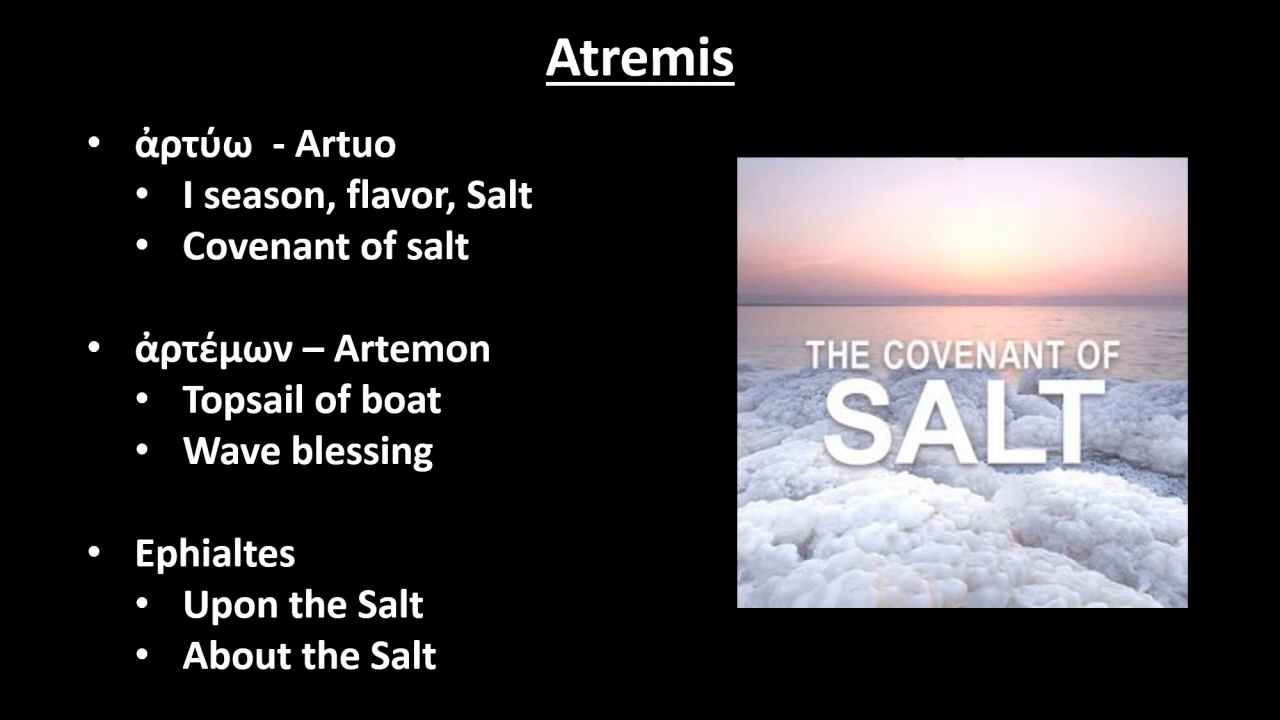 Atremis
• ἀρτύω - Artuo
• I season, flavor, Salt
• Covenant of salt
• ἀρτέμων – Artemon
• Topsail of boat
• Wave blessing
• Ephialtes
• Upon the Salt
• About the Salt
THE COVENANT OF
SALT